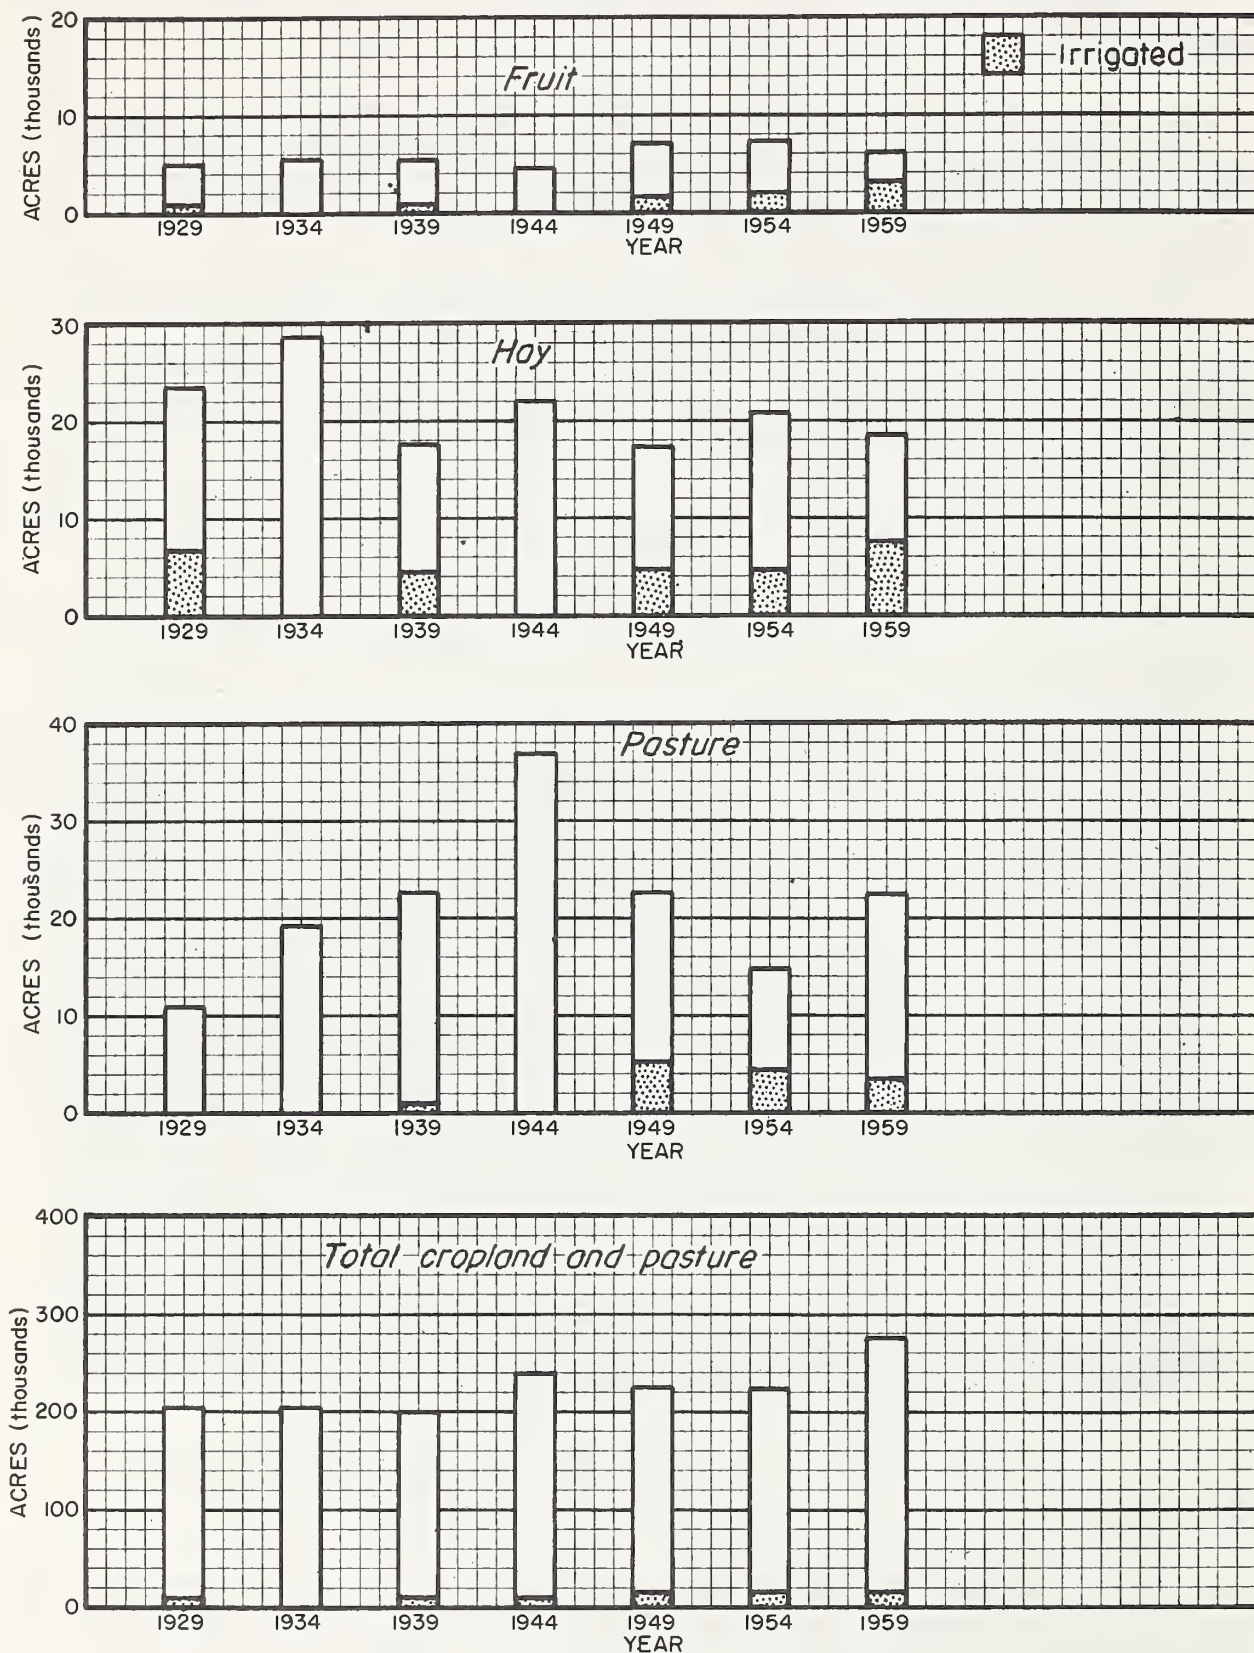 20
Irrigated
Fruit
10
ACRES (thousands)
0
1929 1934 1939 1944 1949 1954 1959
YEAR
30
Hay
20
ACRES (thousands)
10
0
1929 1934 1939 1944 1949 1954 1959
YEAR
40
Pasture
30
ACRES (thousands)
20
10
0
1929 1934 1939 1944 1949 1954 1959
YEAR
400
Total cropland and pasture
300
ACRES (thousands)
200
100
0
1929 1934 1939 1944 1949 1954 1959
YEAR